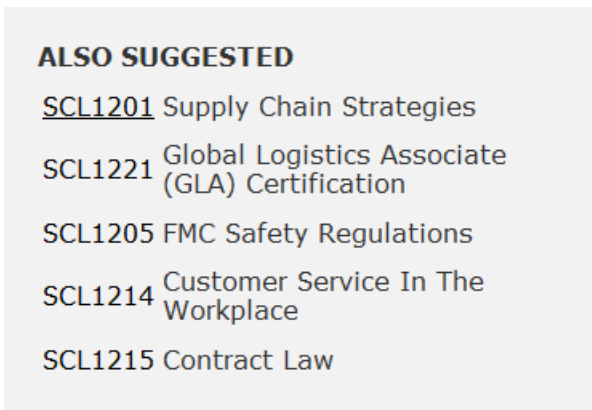 ALSO SUGGESTED
SCL1201 Supply Chain Strategies
SCL1221 Global Logistics Associate
(GLA) Certification
SCL1205 FMC Safety Regulations
SCL1214 Customer Service In The
Workplace
SCL1215 Contract Law